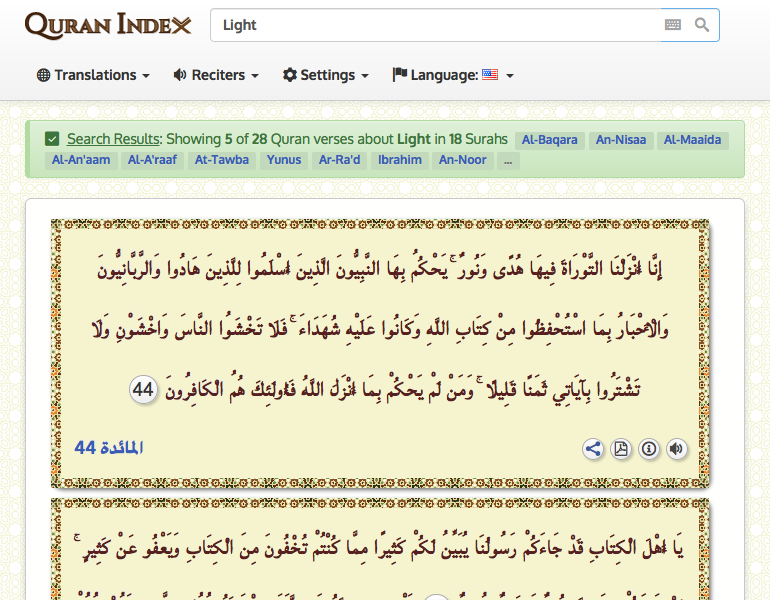 QURAN INDEX
Light
Translations Reciters Settings Language:
Search Results: Showing 5 of 28 Quran verses about Light in 18 Surahs Al-Baqara An-Nisaa Al-Maaida
Al-An'aam Al-A'raaf At-Tawba Yunus Ar-Ra'd Ibrahim An-Noor ...
إِنَّا أَنْزَلْنَا التَّوْرَاةَ فِيهَا هُدًى وَنُورٌ ۚ يَحْكُمُ بِهَا النَّبِيُّونَ الَّذِينَ أَسْلَمُوا لِلَّذِينَ هَادُوا وَالرَّبَّانِيُّونَ
وَالْأَحْبَارُ بِمَا اسْتُحْفِظُوا مِنْ كِتَابِ اللَّهِ وَكَانُوا عَلَيْهِ شُهَدَاءَ ۚ فَلَا تَخْشَوُا النَّاسَ وَاخْشَوْنِ وَلَا
تَشْتَرُوا بِآيَاتِي ثَمَنًا قَلِيلًا ۚ وَمَنْ لَمْ يَحْكُمْ بِمَا أَنْزَلَ اللَّهُ فَأُولَٰئِكَ هُمُ الْكَافِرُونَ 44
المائدة 44
يَا أَهْلَ الْكِتَابِ قَدْ جَاءَكُمْ رَسُولُنَا يُبَيِّنُ لَكُمْ كَثِيرًا مِمَّا كُنْتُمْ تُخْفُونَ مِنَ الْكِتَابِ وَيَعْفُو عَنْ كَثِيرٍ ۚ